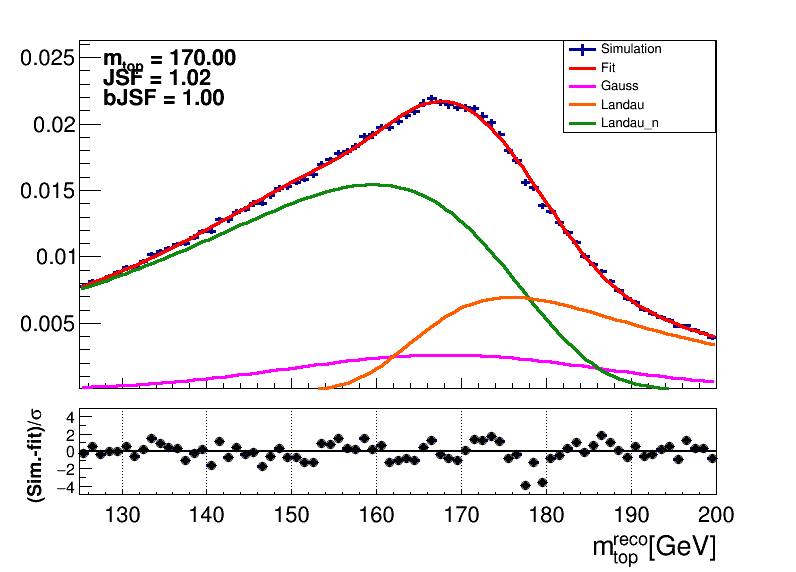 m_top = 170.00
JSF = 1.02
bJSF = 1.00
Simulation
Fit
Gauss
Landau
Landau_n
0.025
0.02
0.015
0.01
0.005
(Sim.-fit)/σ
4
2
0
−2
−4
130 140 150 160 170 180 190 200
m_top^reco[GeV]